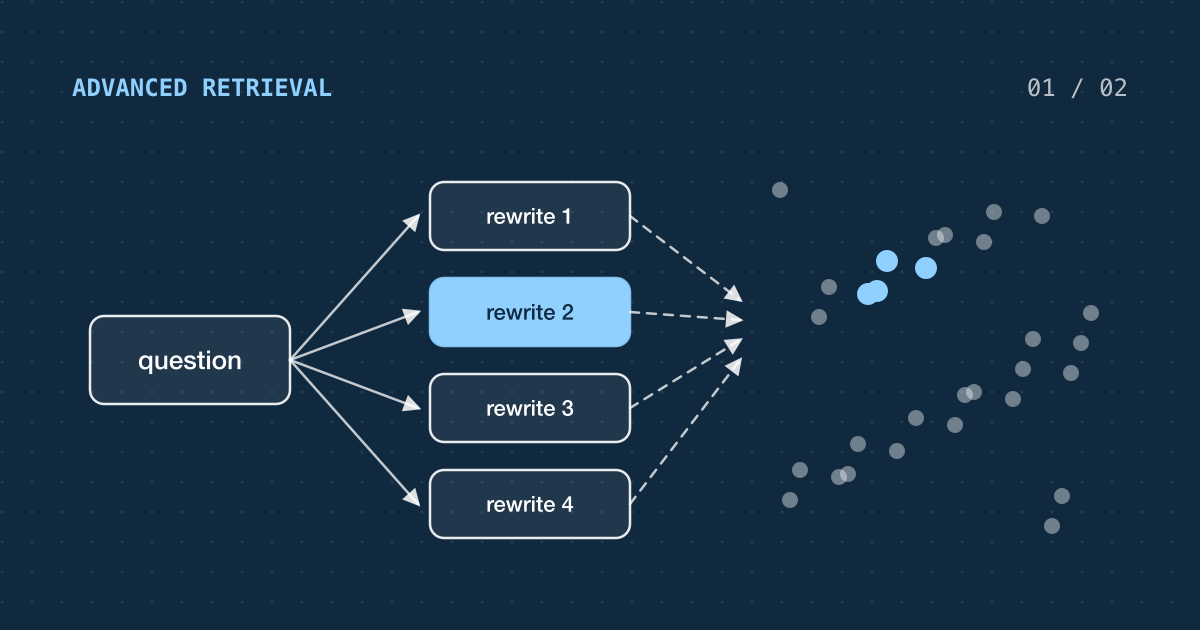 ADVANCED RETRIEVAL
01 / 02
question
rewrite 1
rewrite 2
rewrite 3
rewrite 4